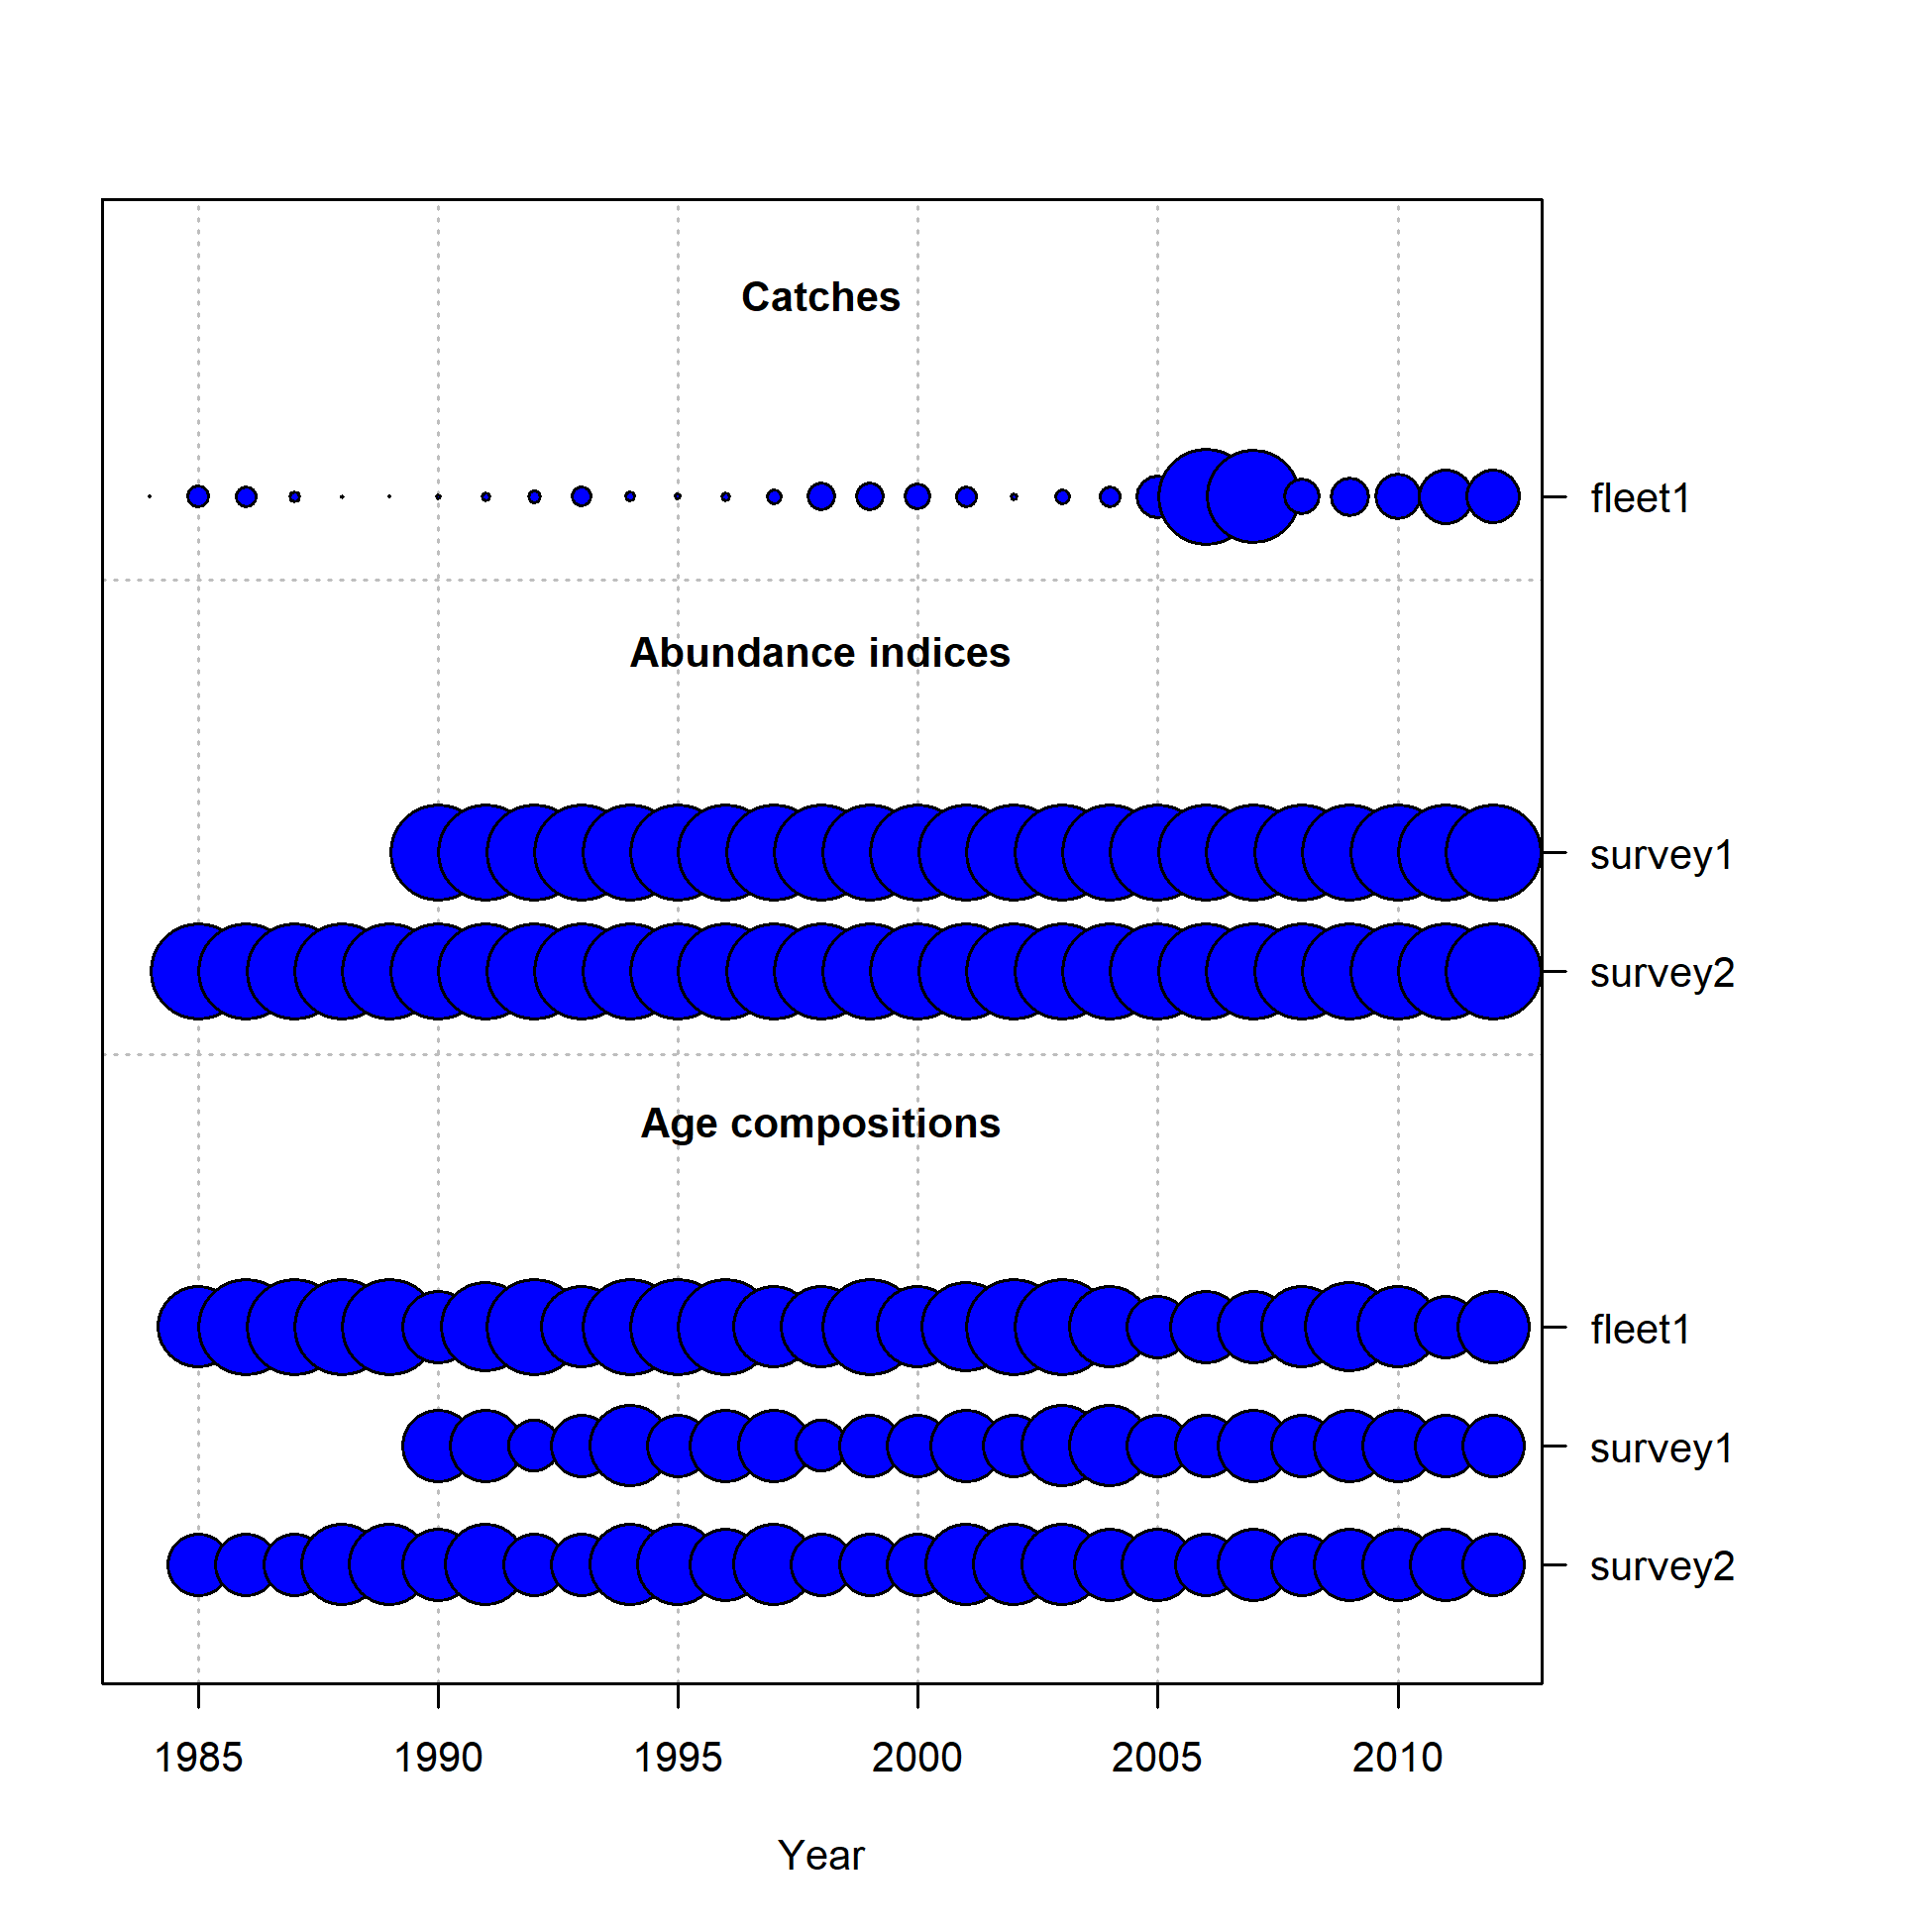 Catches
fleet1
Abundance indices
survey1
survey2
Age compositions
fleet1
survey1
survey2
1985 1990 1995 2000 2005 2010
Year